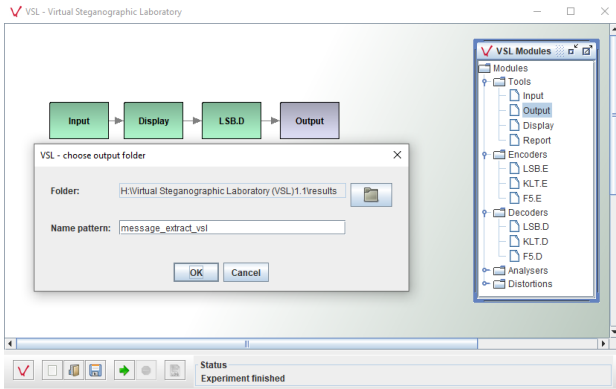 VSL - Virtual Steganographic Laboratory
Input
Display
LSB.D
Output
VSL - choose output folder
Folder:
H:\Virtual Steganographic Laboratory (VSL)1.1\results
Name pattern:
message_extract_vsl
OK
Cancel
VSL Modules
Modules
Tools
Input
Output
Display
Report
Encoders
LSB.E
KLT.E
F5.E
Decoders
LSB.D
KLT.D
F5.D
Analysers
Distortions
Status
Experiment finished